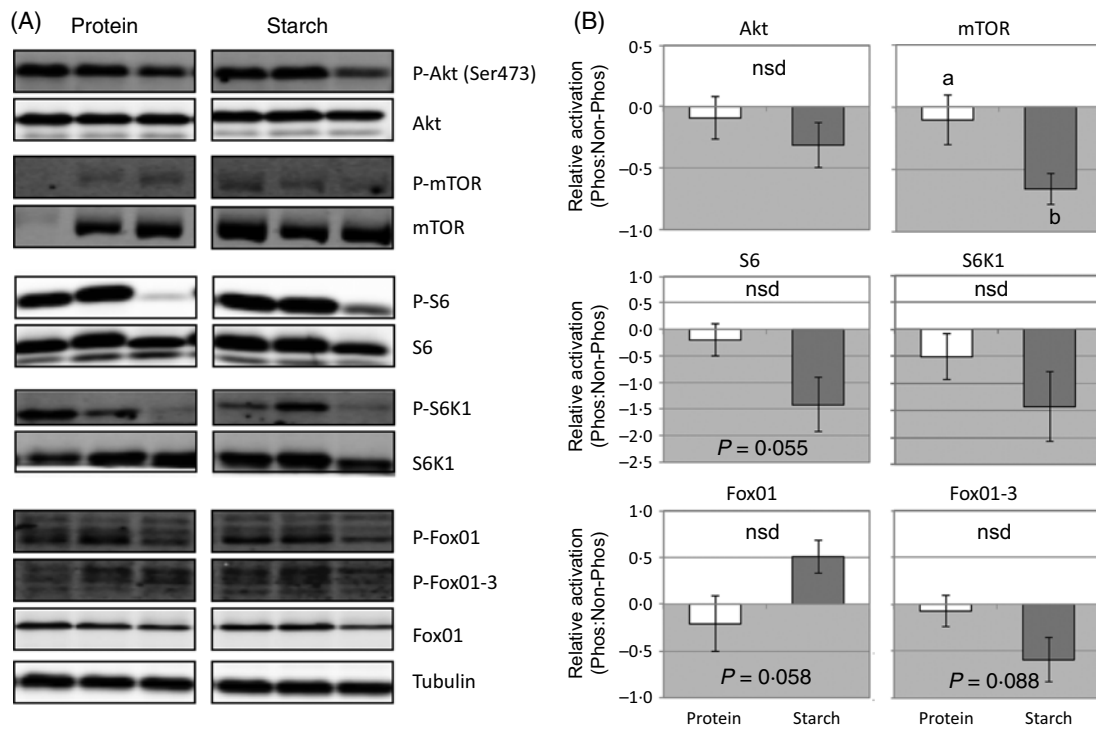 (A)
Protein Starch
P-Akt (Ser473)
Akt
P-mTOR
mTOR
P-S6
S6
P-S6K1
S6K1
P-Fox01
P-Fox01-3
Fox01
Tubulin
(B)
Akt mTOR
Relative activation
(Phos:Non-Phos)
0·5
0·0
−0·5
−1·0
nsd
a
b
S6 S6K1
Relative activation
(Phos:Non-Phos)
1·0
0·5
0·0
−0·5
−1·0
−1·5
−2·0
−2·5
nsd nsd
P = 0·055
Fox01 Fox01-3
Relative activation
(Phos:Non-Phos)
1·0
0·5
0·0
−0·5
−1·0
nsd nsd
P = 0·058 P = 0·088
Protein Starch Protein Starch